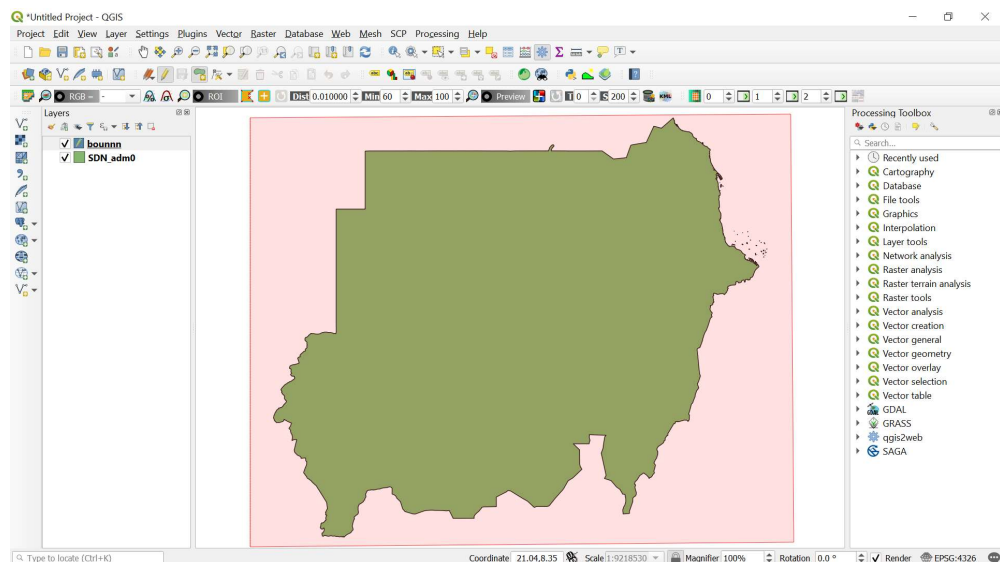 *Untitled Project - QGIS
Project Edit View Layer Settings Plugins Vector Raster Database Web Mesh SCP Processing Help
RGB = - ROI Dist 0.010000 Min 60 Max 100 Preview T 0 S 200 KML 0 1 2
Layers
bounnn
SDN_adm0
Processing Toolbox
Search...
Recently used
Cartography
Database
File tools
Graphics
Interpolation
Layer tools
Network analysis
Raster analysis
Raster terrain analysis
Raster tools
Vector analysis
Vector creation
Vector general
Vector geometry
Vector overlay
Vector selection
Vector table
GDAL
GRASS
qgis2web
SAGA
Type to locate (Ctrl+K) Coordinate 21.04,8.35 Scale 1:9218530 Magnifier 100% Rotation 0.0 ° Render EPSG:4326